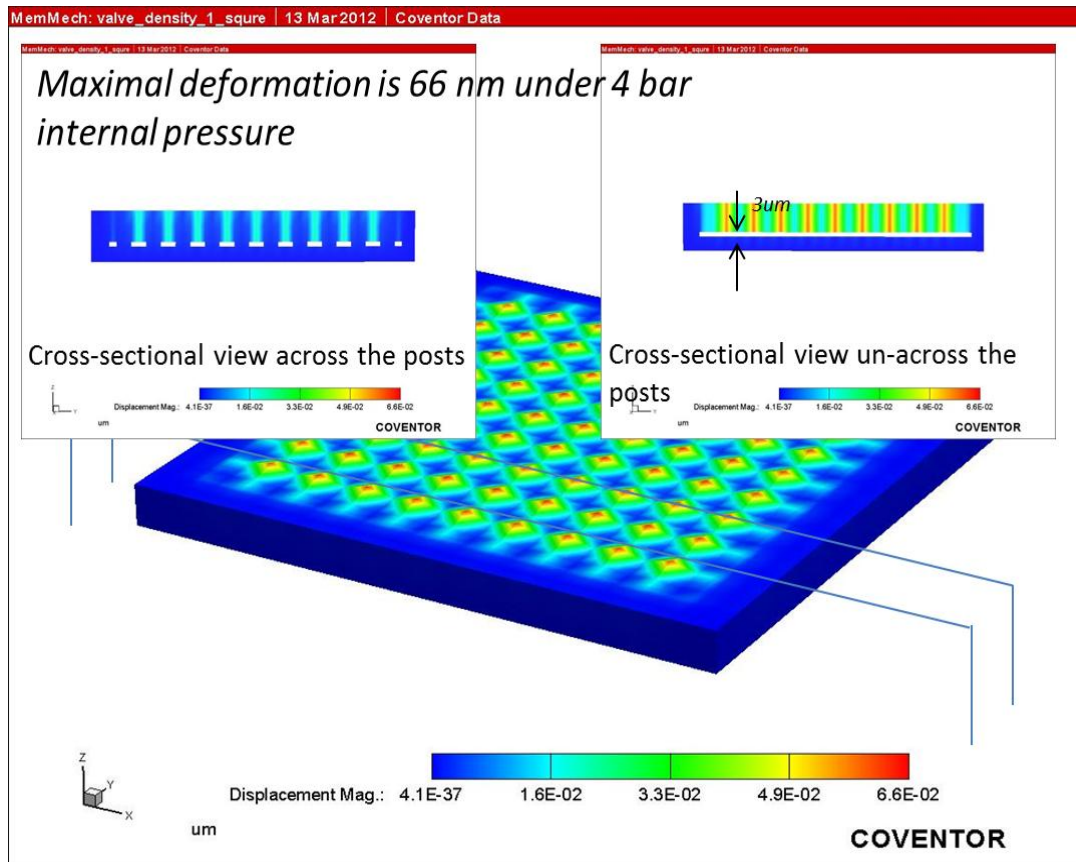 MemMech: valve_density_1_squre | 13 Mar 2012 | Coventor Data
MemMech: valve_density_1_squre | 13 Mar 2012 | Coventor Data
MemMech: valve_density_1_squre | 13 Mar 2012 | Coventor Data
Maximal deformation is 66 nm under 4 bar
internal pressure
3um
Cross-sectional view across the posts
Z
Y
Displacement Mag.: 4.1E-37 1.6E-02 3.3E-02 4.9E-02 6.6E-02
um
COVENTOR
Cross-sectional view un-across the
posts
Z
Y
Displacement Mag.: 4.1E-37 1.6E-02 3.3E-02 4.9E-02 6.6E-02
um
COVENTOR
Z
Y
X
Displacement Mag.: 4.1E-37 1.6E-02 3.3E-02 4.9E-02 6.6E-02
um
COVENTOR